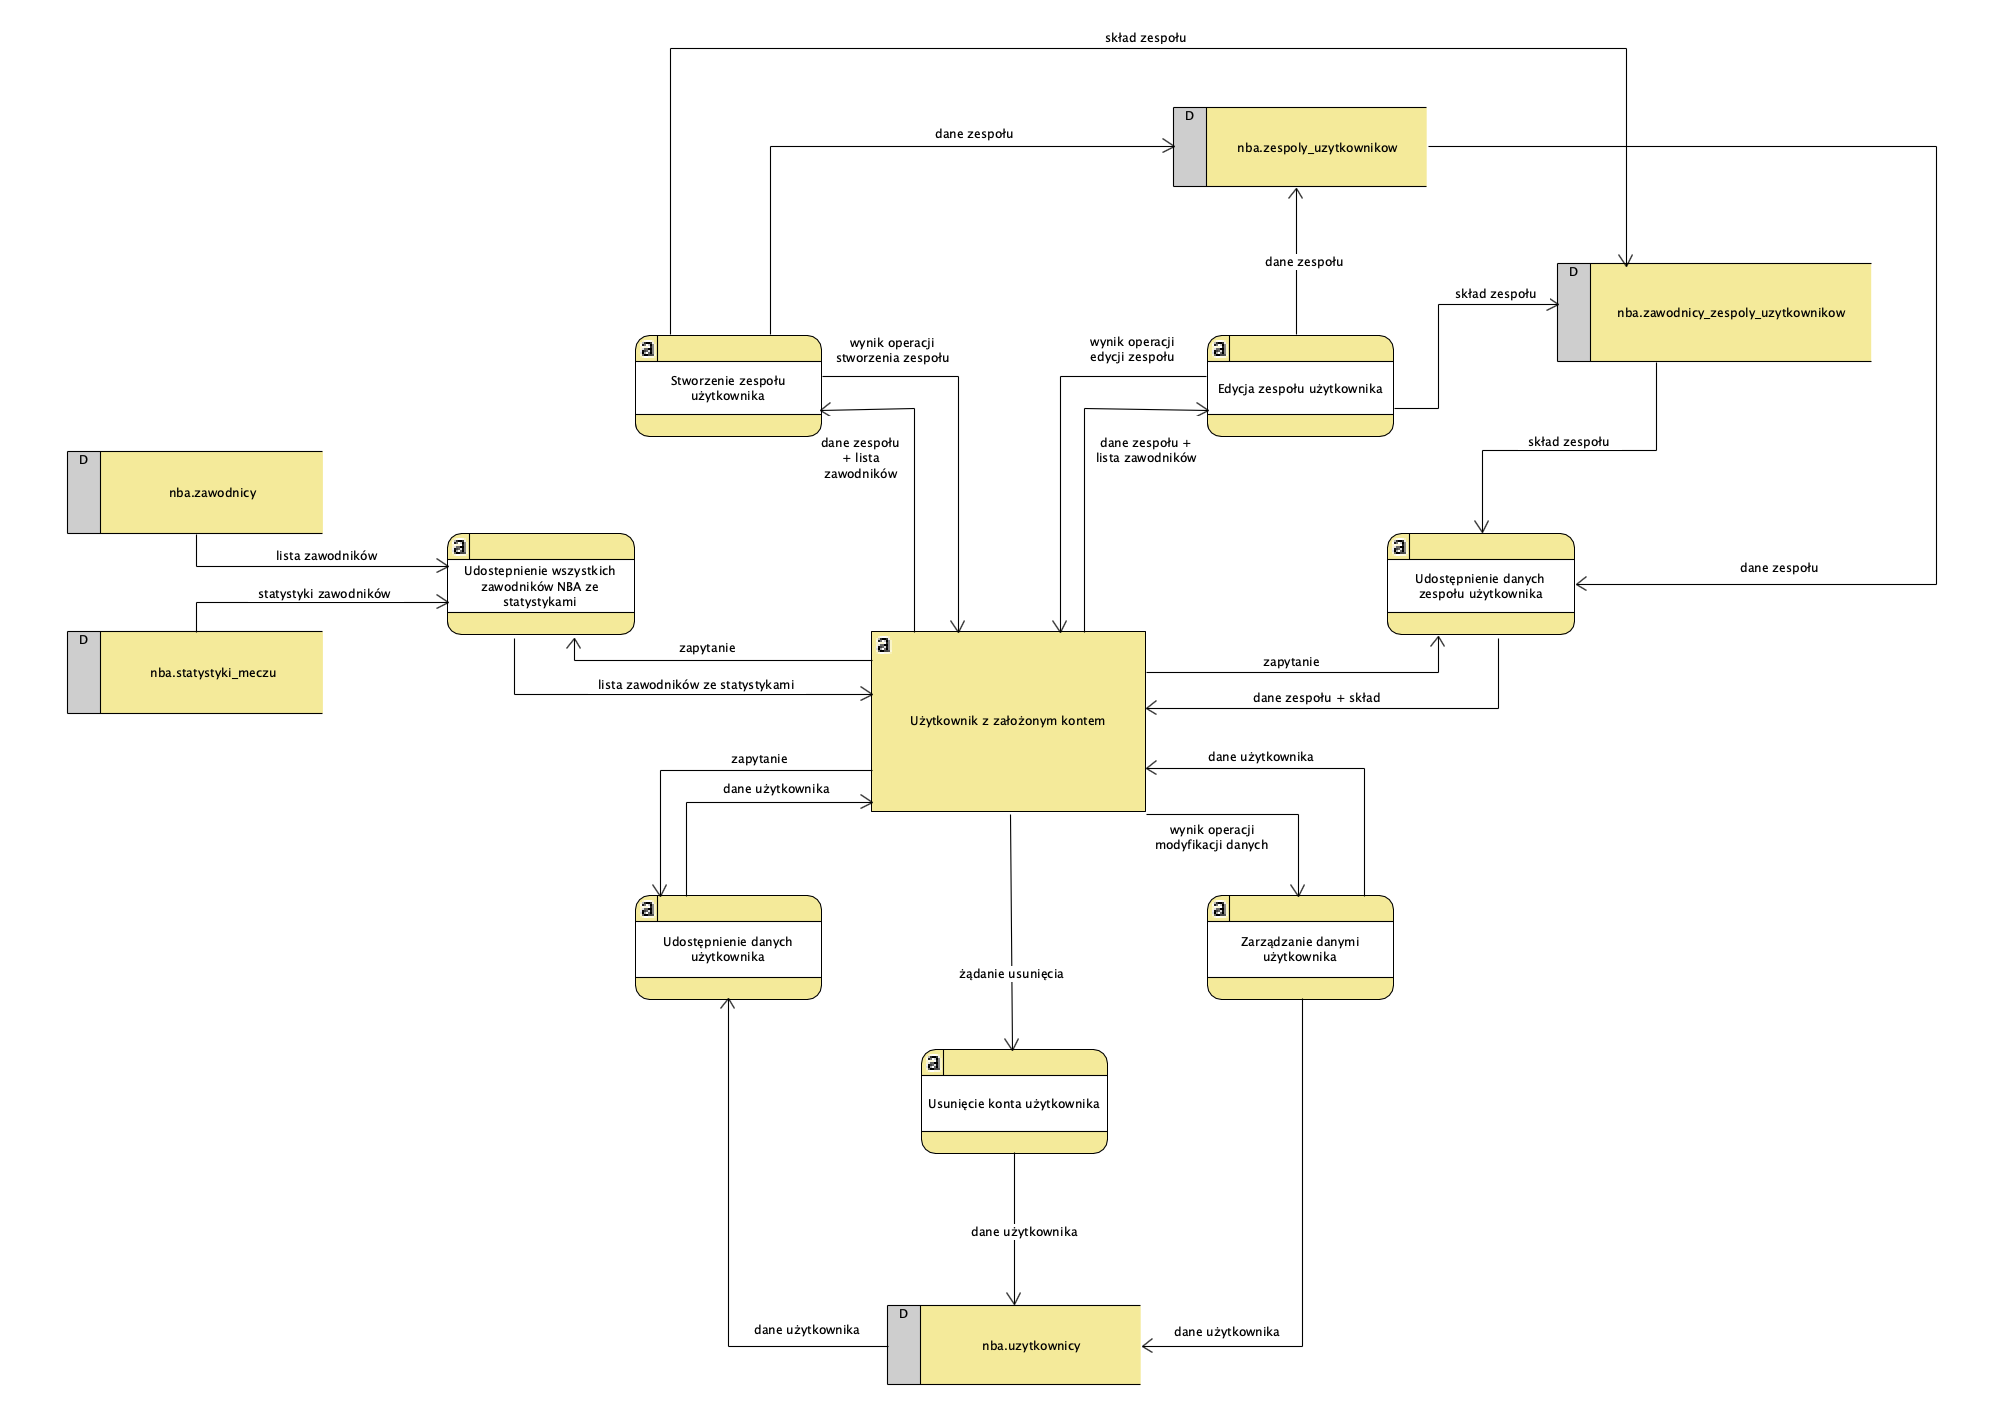 skład zespołu
D
dane zespołu
nba.zespoly_uzytkownikow
dane zespołu
D
skład zespołu
nba.zawodnicy_zespoly_uzytkownikow
a
wynik operacji
stworzenia zespołu
wynik operacji
edycji zespołu
a
Stworzenie zespołu
użytkownika
Edycja zespołu użytkownika
dane zespołu
+ lista
zawodników
dane zespołu +
lista zawodników
skład zespołu
D
nba.zawodnicy
a
a
lista zawodników
Udostepnienie wszystkich
zawodników NBA ze
statystykami
Udostępnienie danych
zespołu użytkownika
dane zespołu
statystyki zawodników
D
nba.statystyki_meczu
a
zapytanie
zapytanie
lista zawodników ze statystykami
dane zespołu + skład
Użytkownik z założonym kontem
zapytanie
dane użytkownika
dane użytkownika
wynik operacji
modyfikacji danych
a
a
Udostępnienie danych
użytkownika
Zarządzanie danymi
użytkownika
żądanie usunięcia
a
Usunięcie konta użytkownika
dane użytkownika
D
dane użytkownika
dane użytkownika
nba.uzytkownicy